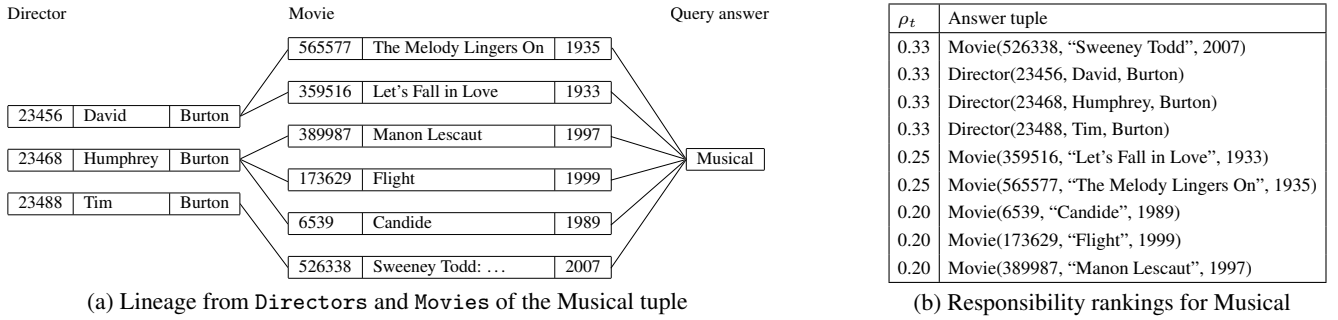 Director Movie Query answer
565577 The Melody Lingers On 1935
359516 Let's Fall in Love 1933
23456 David Burton
389987 Manon Lescaut 1997
23468 Humphrey Burton
Musical
173629 Flight 1999
23488 Tim Burton
6539 Candide 1989
526338 Sweeney Todd: … 2007
(a) Lineage from Directors and Movies of the Musical tuple
ρt Answer tuple
0.33 Movie(526338, “Sweeney Todd”, 2007)
0.33 Director(23456, David, Burton)
0.33 Director(23468, Humphrey, Burton)
0.33 Director(23488, Tim, Burton)
0.25 Movie(359516, “Let's Fall in Love”, 1933)
0.25 Movie(565577, “The Melody Lingers On”, 1935)
0.20 Movie(6539, “Candide”, 1989)
0.20 Movie(173629, “Flight”, 1999)
0.20 Movie(389987, “Manon Lescaut”, 1997)
(b) Responsibility rankings for Musical